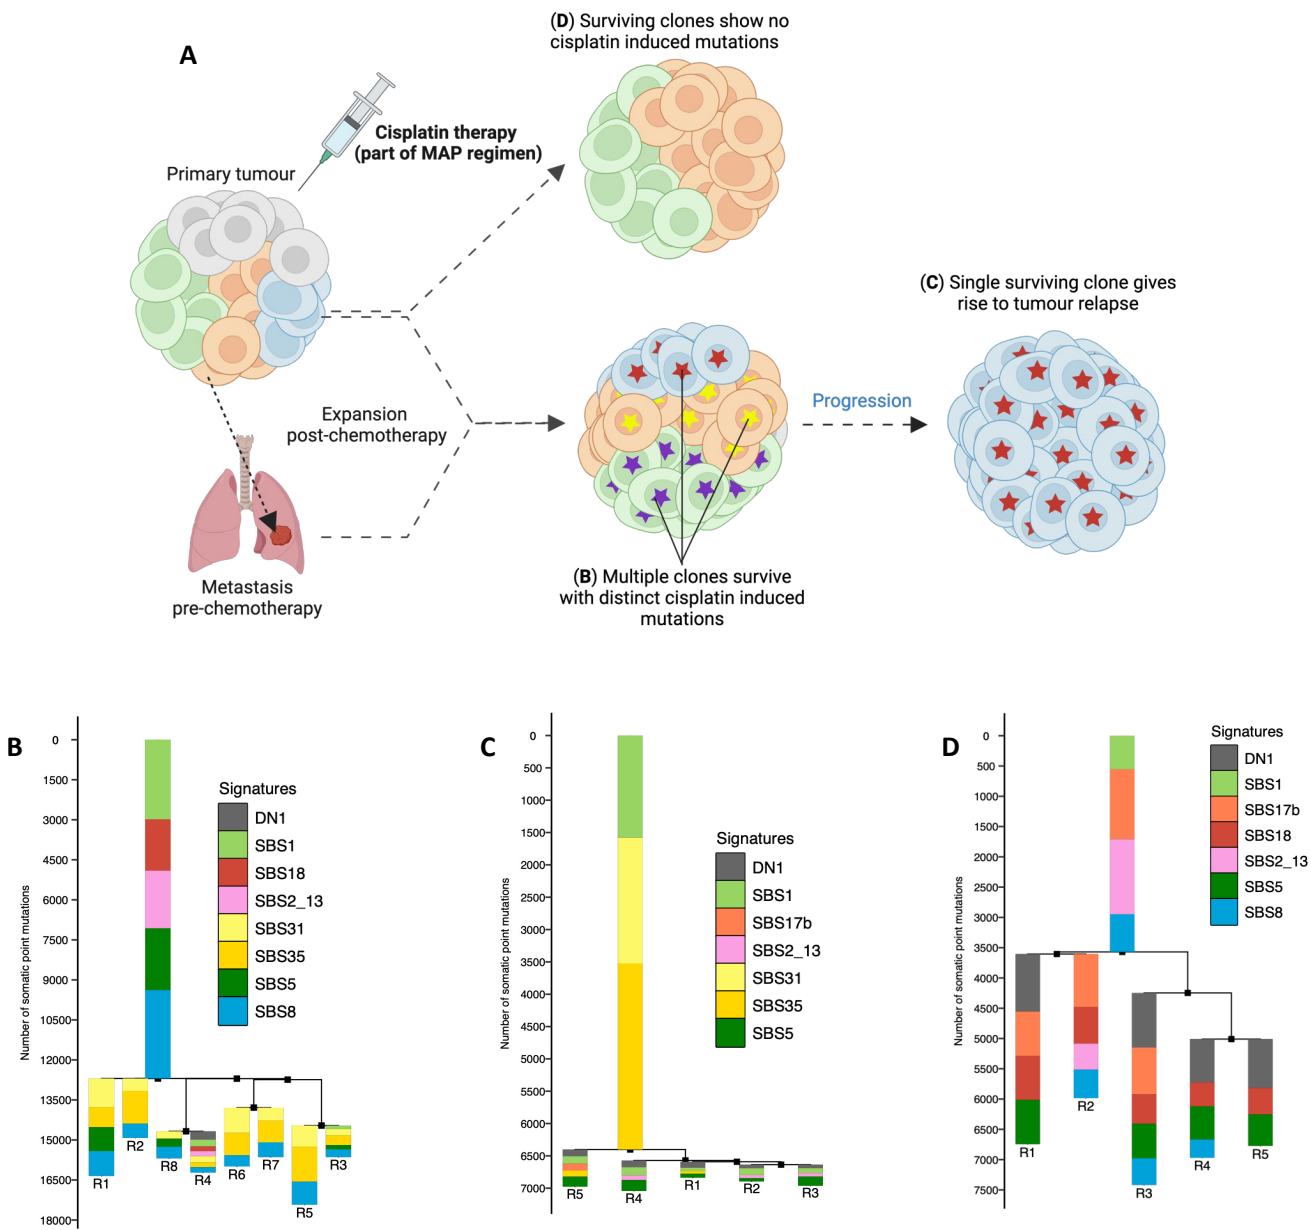 A
(D) Surviving clones show no
cisplatin induced mutations
Cisplatin therapy
(part of MAP regimen)
Primary tumour
(C) Single surviving clone gives
rise to tumour relapse
Expansion
post-chemotherapy
Progression
Metastasis
pre-chemotherapy
(B) Multiple clones survive
with distinct cisplatin induced
mutations
B
Number of somatic point mutations
0
1500
3000
4500
6000
7500
9000
10500
12000
13500
15000
16500
18000
Signatures
DN1
SBS1
SBS18
SBS2_13
SBS31
SBS35
SBS5
SBS8
R1
R2
R8
R4
R6
R7
R5
R3
C
Number of somatic point mutations
0
500
1000
1500
2000
2500
3000
3500
4000
4500
5000
5500
6000
6500
7000
Signatures
DN1
SBS1
SBS17b
SBS2_13
SBS31
SBS35
SBS5
R5
R4
R1
R2
R3
D
Number of somatic point mutations
0
500
1000
1500
2000
2500
3000
3500
4000
4500
5000
5500
6000
6500
7000
7500
Signatures
DN1
SBS1
SBS17b
SBS18
SBS2_13
SBS5
SBS8
R1
R2
R3
R4
R5